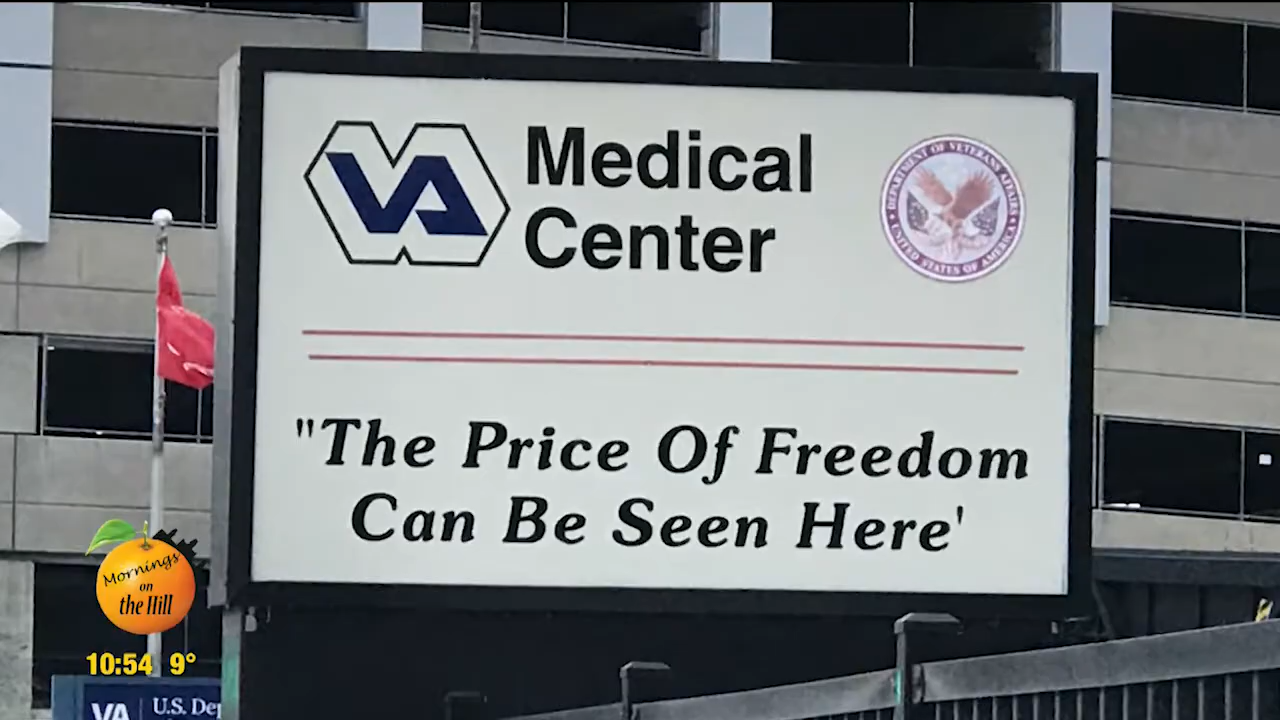 VA
Medical
Center
DEPARTMENT OF VETERANS AFFAIRS
UNITED STATES OF AMERICA
"The Price Of Freedom
Can Be Seen Here'
Mornings
on
the Hill
10:54 9°
VA U.S. De